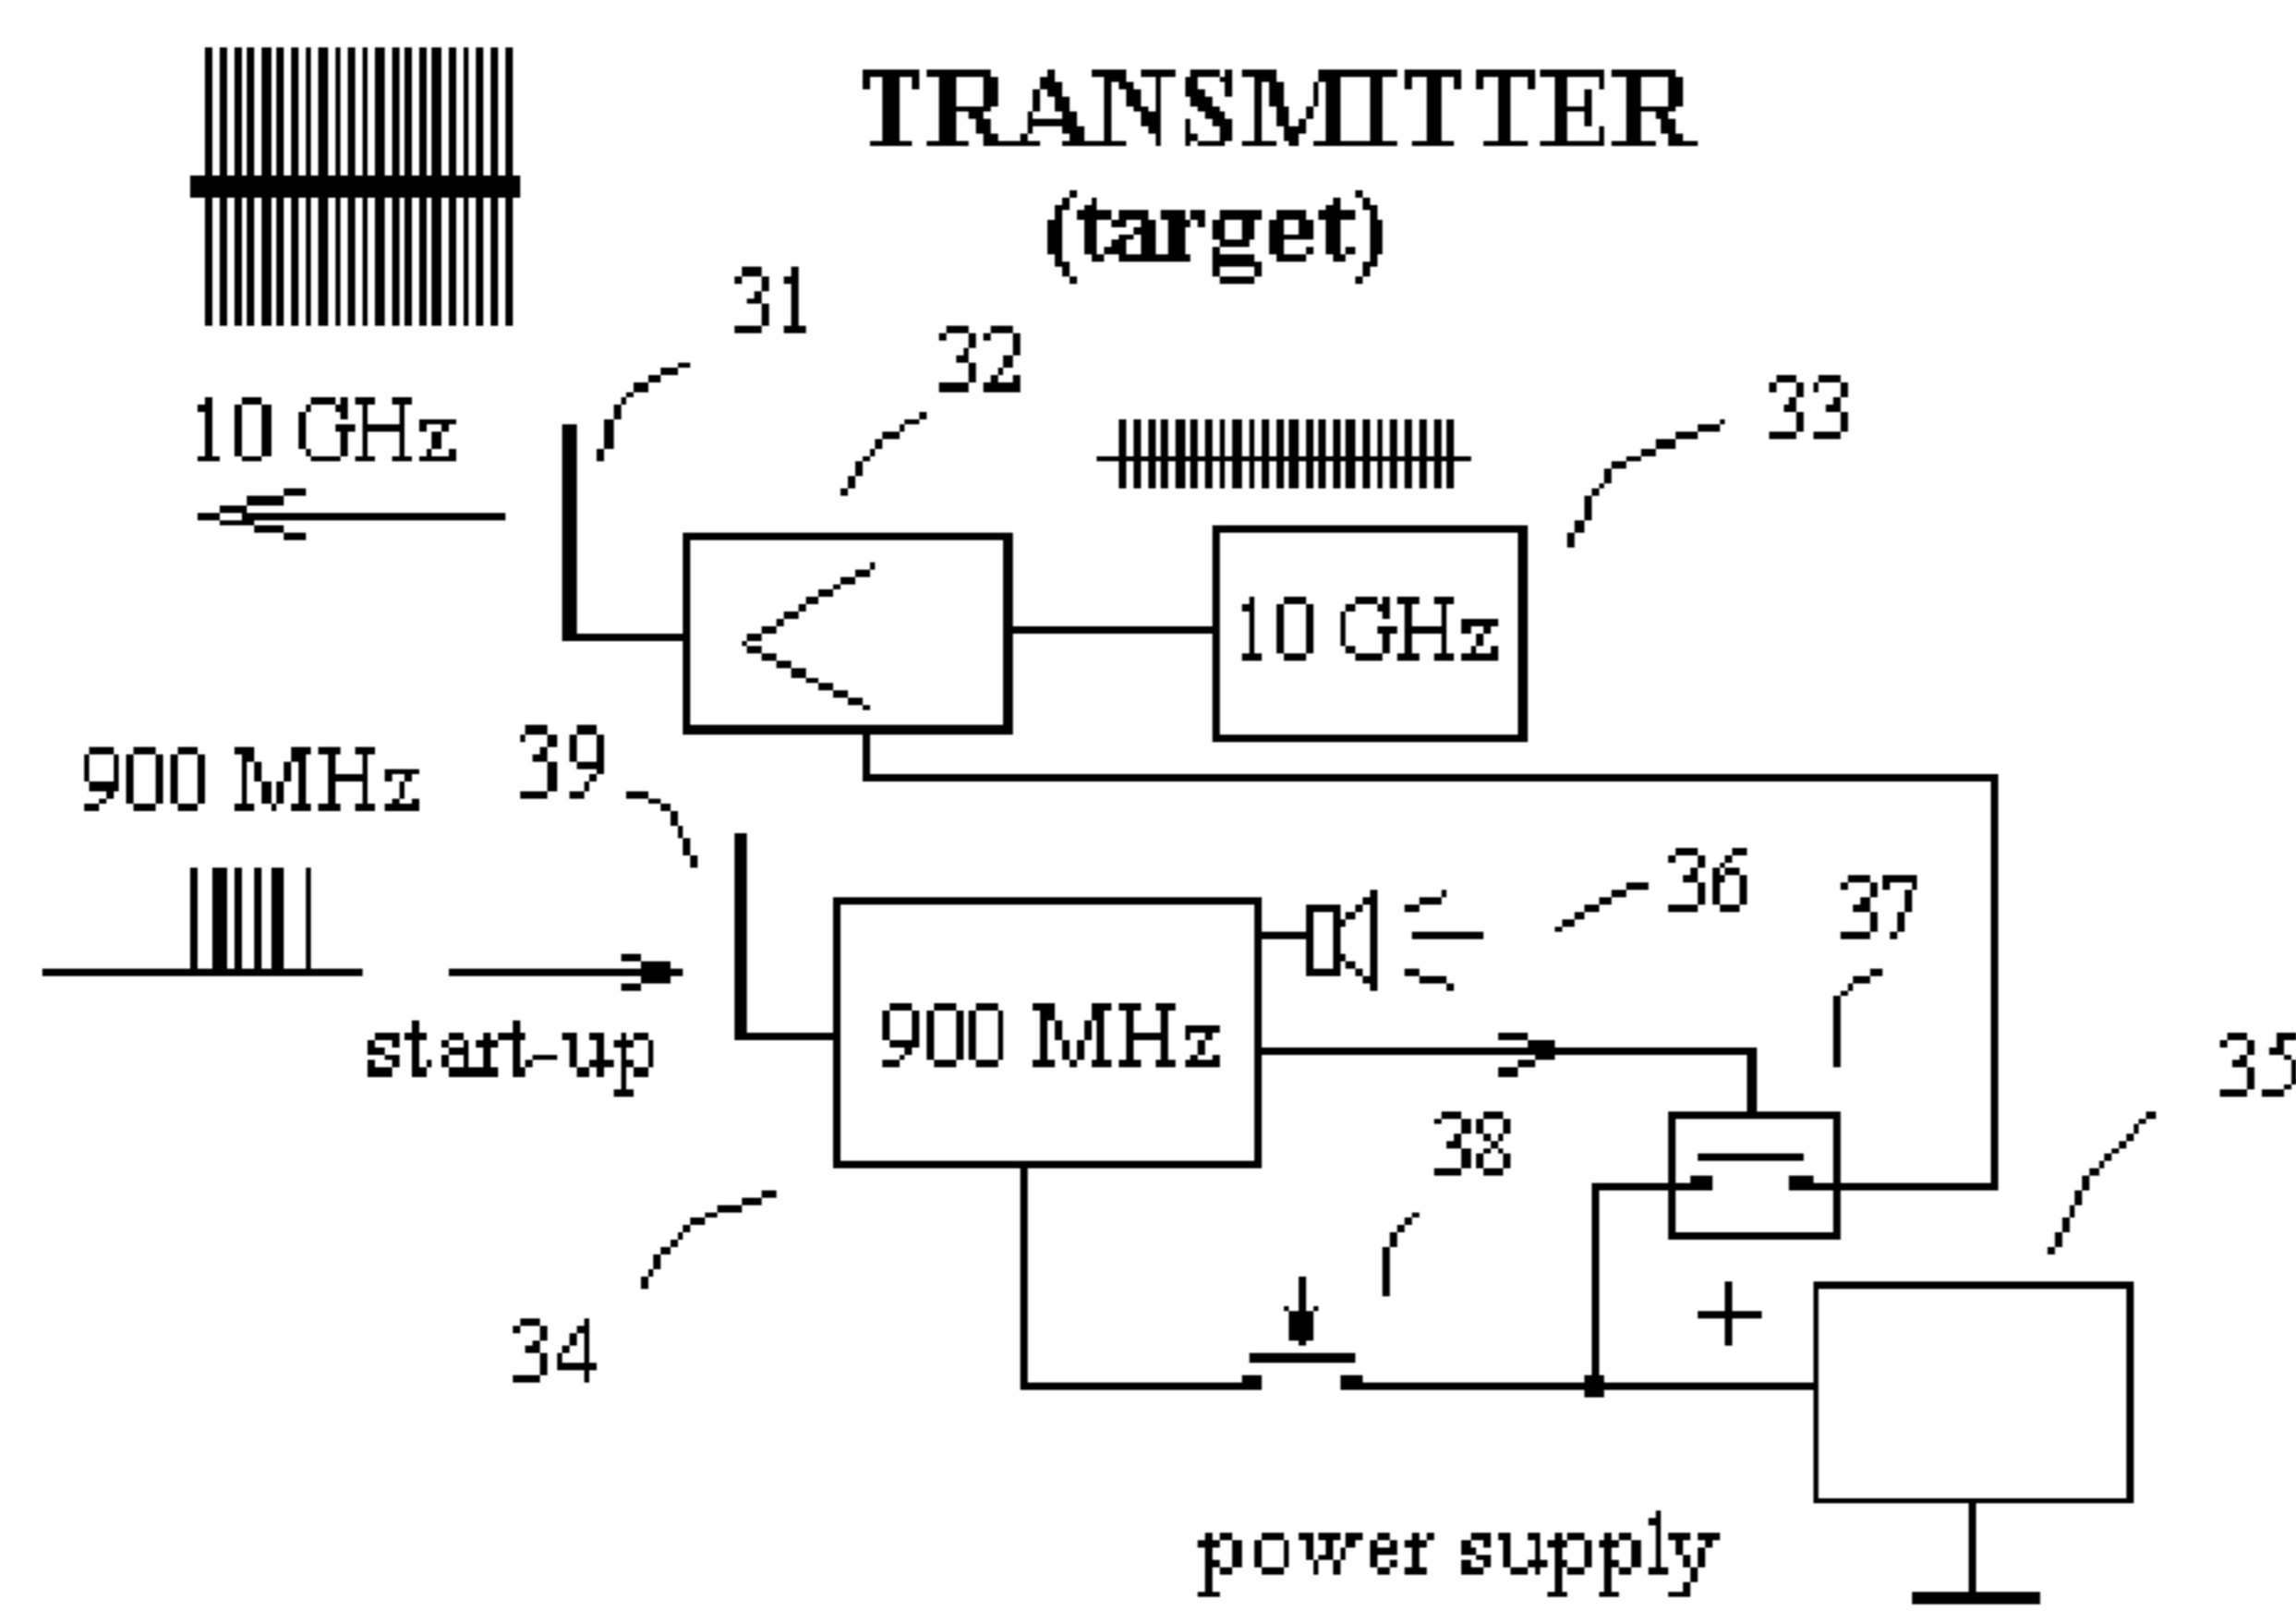 TRANSMITTER
(target)
31
32
33
10 GHz
10 GHz
39
900 MHz
36
37
900 MHz
start-up
35
38
34
+
power supply